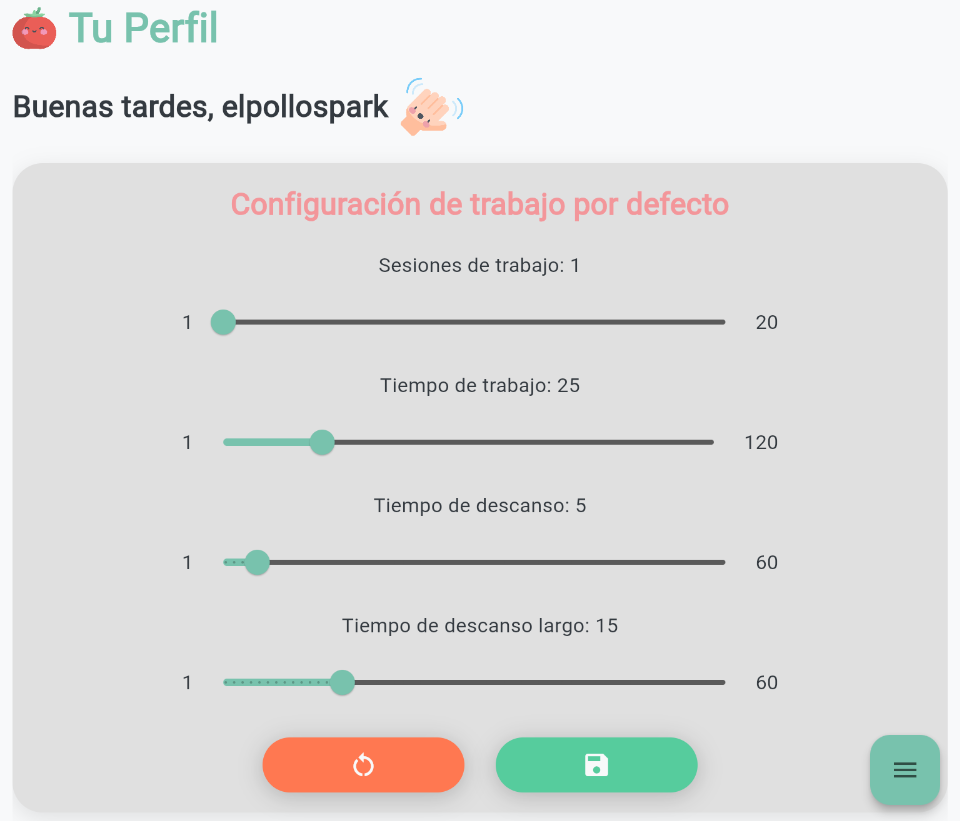 Tu Perfil
Buenas tardes, elpollospark
Configuración de trabajo por defecto
Sesiones de trabajo: 1
1 20
Tiempo de trabajo: 25
1 120
Tiempo de descanso: 5
1 60
Tiempo de descanso largo: 15
1 60